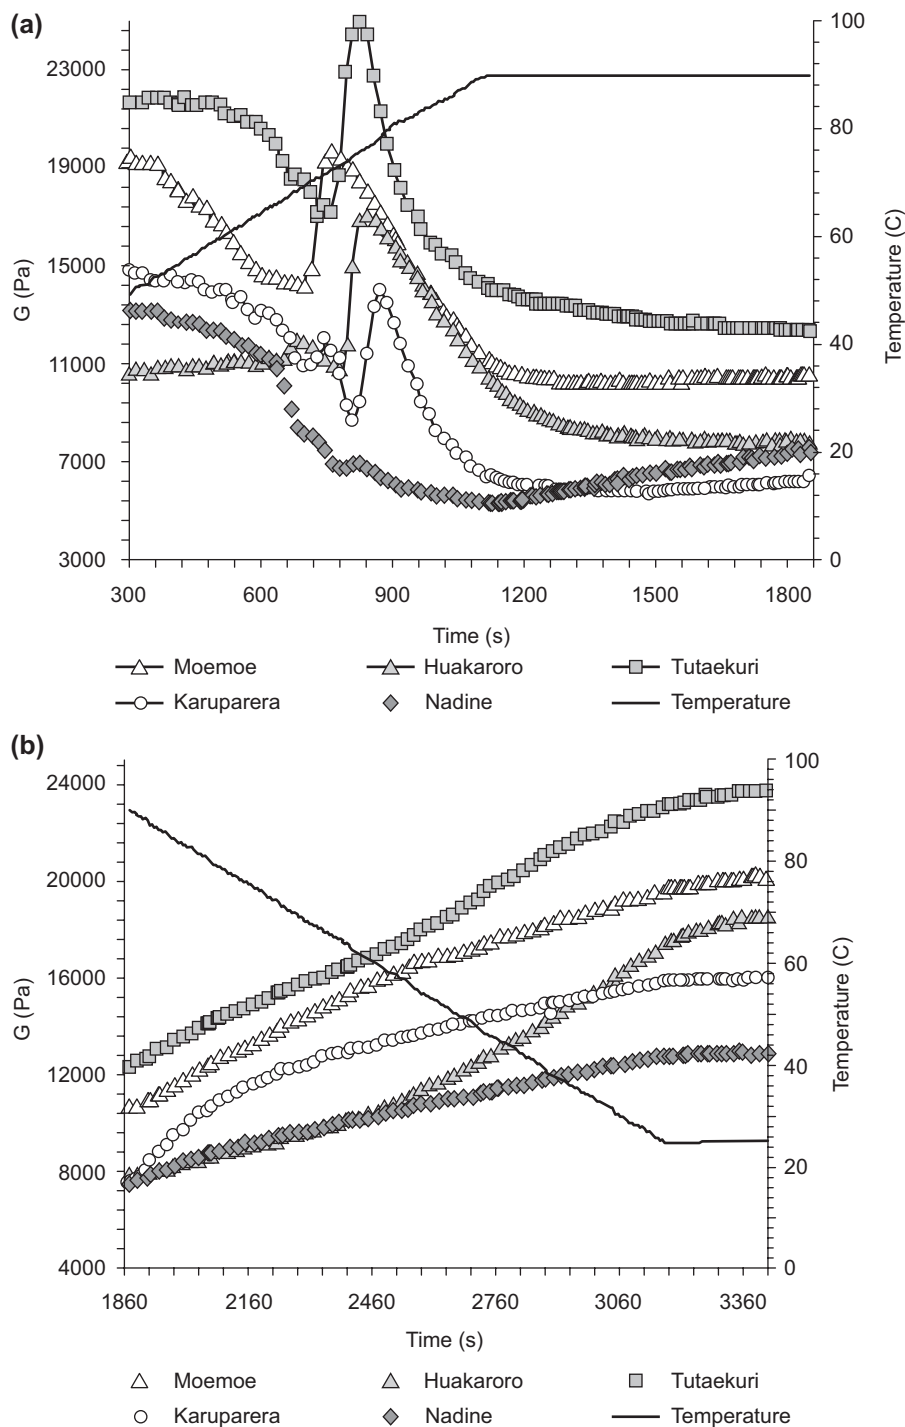 (a)
100
23000
80
19000
60
15000
G (Pa)
Temperature (C)
40
11000
20
7000
3000
0
300 600 900 1200 1500 1800
Time (s)
Moemoe Huakaroro Tutaekuri
Karuparera Nadine Temperature
(b)
100
24000
80
20000
60
16000
G (Pa)
Temperature (C)
40
12000
20
8000
4000
0
1860 2160 2460 2760 3060 3360
Time (s)
Moemoe Huakaroro Tutaekuri
Karuparera Nadine Temperature